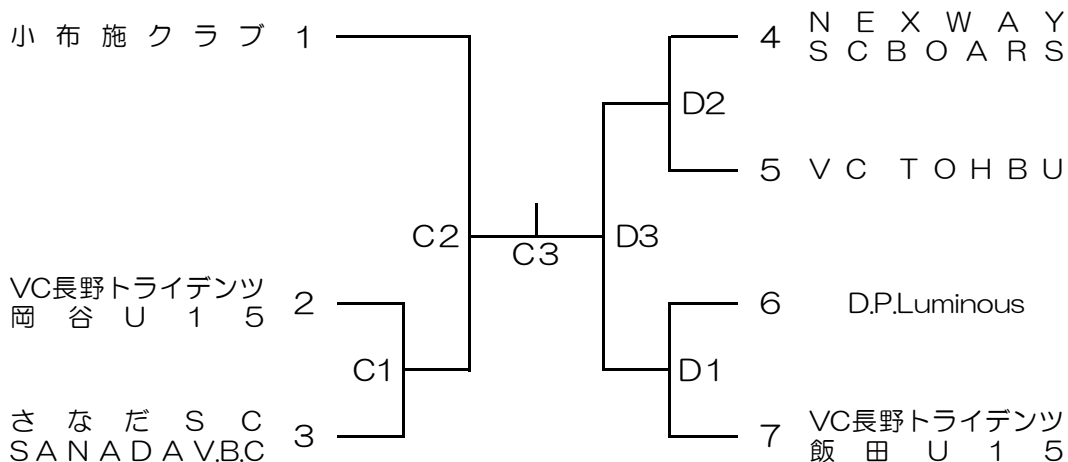 小布施クラブ 1
C2
VC長野トライデンツ
岡谷U15 2
C1
さなだSC
SANADAV.B.C 3
C3
4 NEXWAY
SCBOARS
D2
5 VC TOHBU
D3
6 D.P.Luminous
D1
7 VC長野トライデンツ
飯田U15